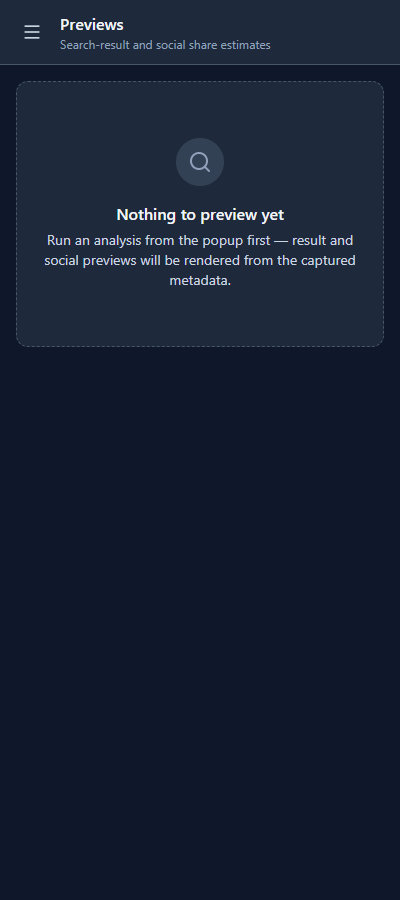 Previews
Search-result and social share estimates
Nothing to preview yet
Run an analysis from the popup first — result and
social previews will be rendered from the captured
metadata.